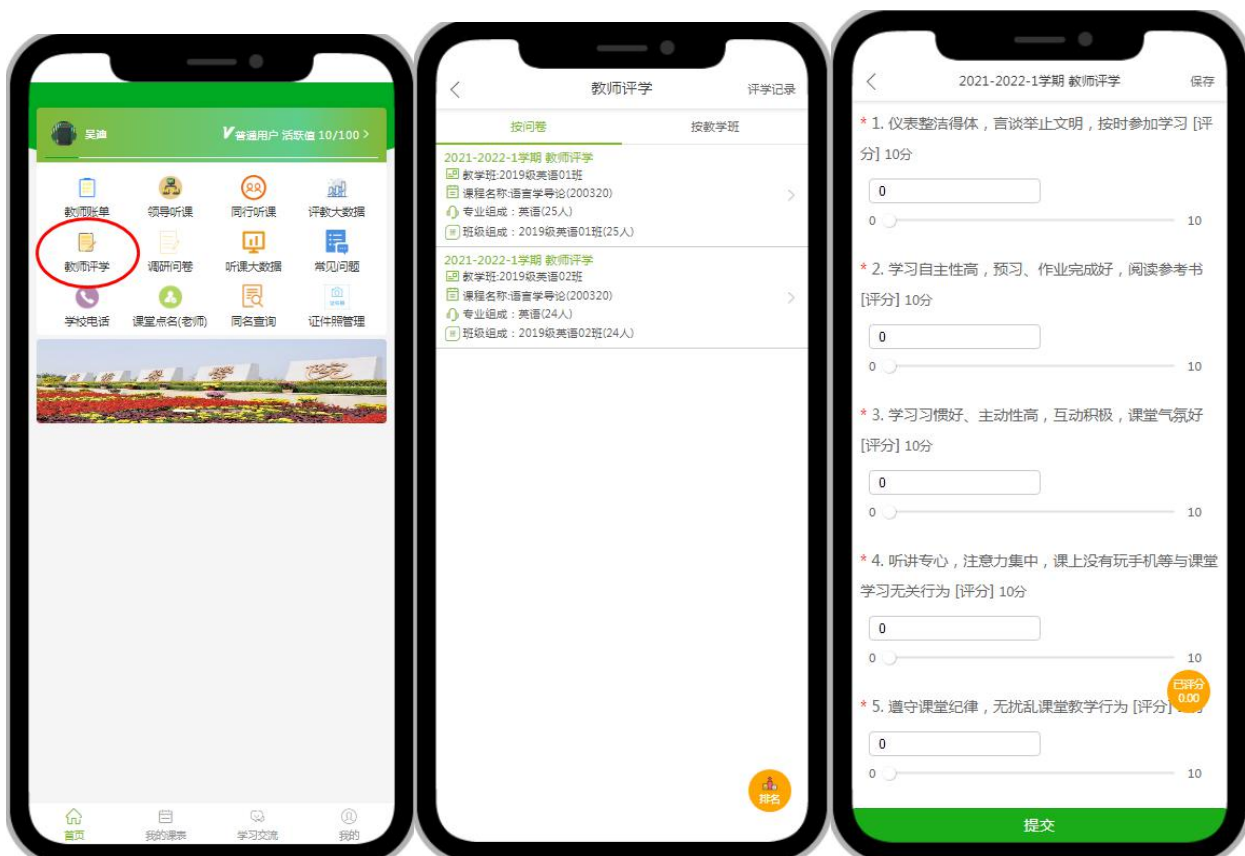 吴迪
V普通用户 活跃值 10/100 >
教师账单 领导听课 同行听课 评教大数据
教师评学 调研问卷 听课大数据 常见问题
学校电话 课堂点名(老师) 同名查询 证件照管理
首页 我的课表 学习交流 我的
教师评学 评学记录
按问卷 按教学班
2021-2022-1学期 教师评学
教学班:2019级英语01班
课程名称:语言学导论(200320)
专业组成：英语(25人)
班级组成：2019级英语01班(25人)
2021-2022-1学期 教师评学
教学班:2019级英语02班
课程名称:语言学导论(200320)
专业组成：英语(24人)
班级组成：2019级英语02班(24人)
排名
2021-2022-1学期 教师评学 保存
* 1. 仪表整洁得体，言谈举止文明，按时参加学习 [评
分] 10分
0
0 10
* 2. 学习自主性高，预习、作业完成好，阅读参考书
[评分] 10分
0
0 10
* 3. 学习习惯好、主动性高，互动积极，课堂气氛好
[评分] 10分
0
0 10
* 4. 听讲专心，注意力集中，课上没有玩手机等与课堂
学习无关行为 [评分] 10分
0
0 10
已评分
0.00
* 5. 遵守课堂纪律，无扰乱课堂教学行为 [评分]
0
0 10
提交